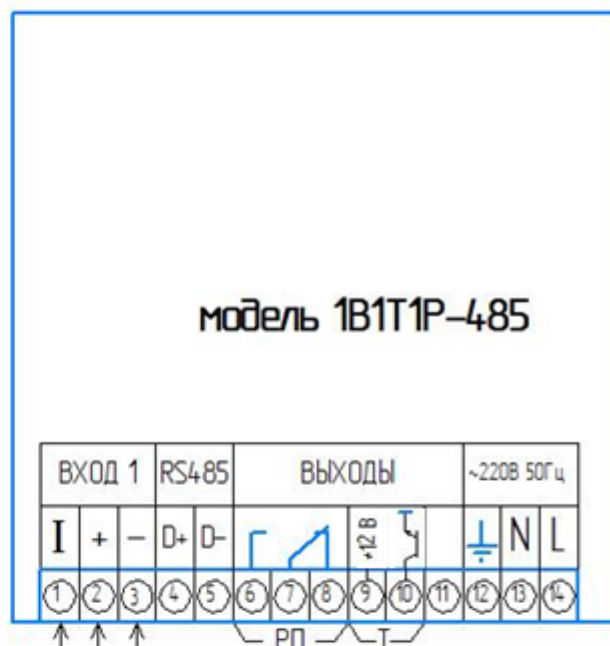 модель 1В1Т1Р-485
ВХОД 1 RS485 ВЫХОДЫ ~220В 50Гц
I + − D+ D- +12 В N L
1 2 3 4 5 6 7 8 9 10 11 12 13 14
РП Т